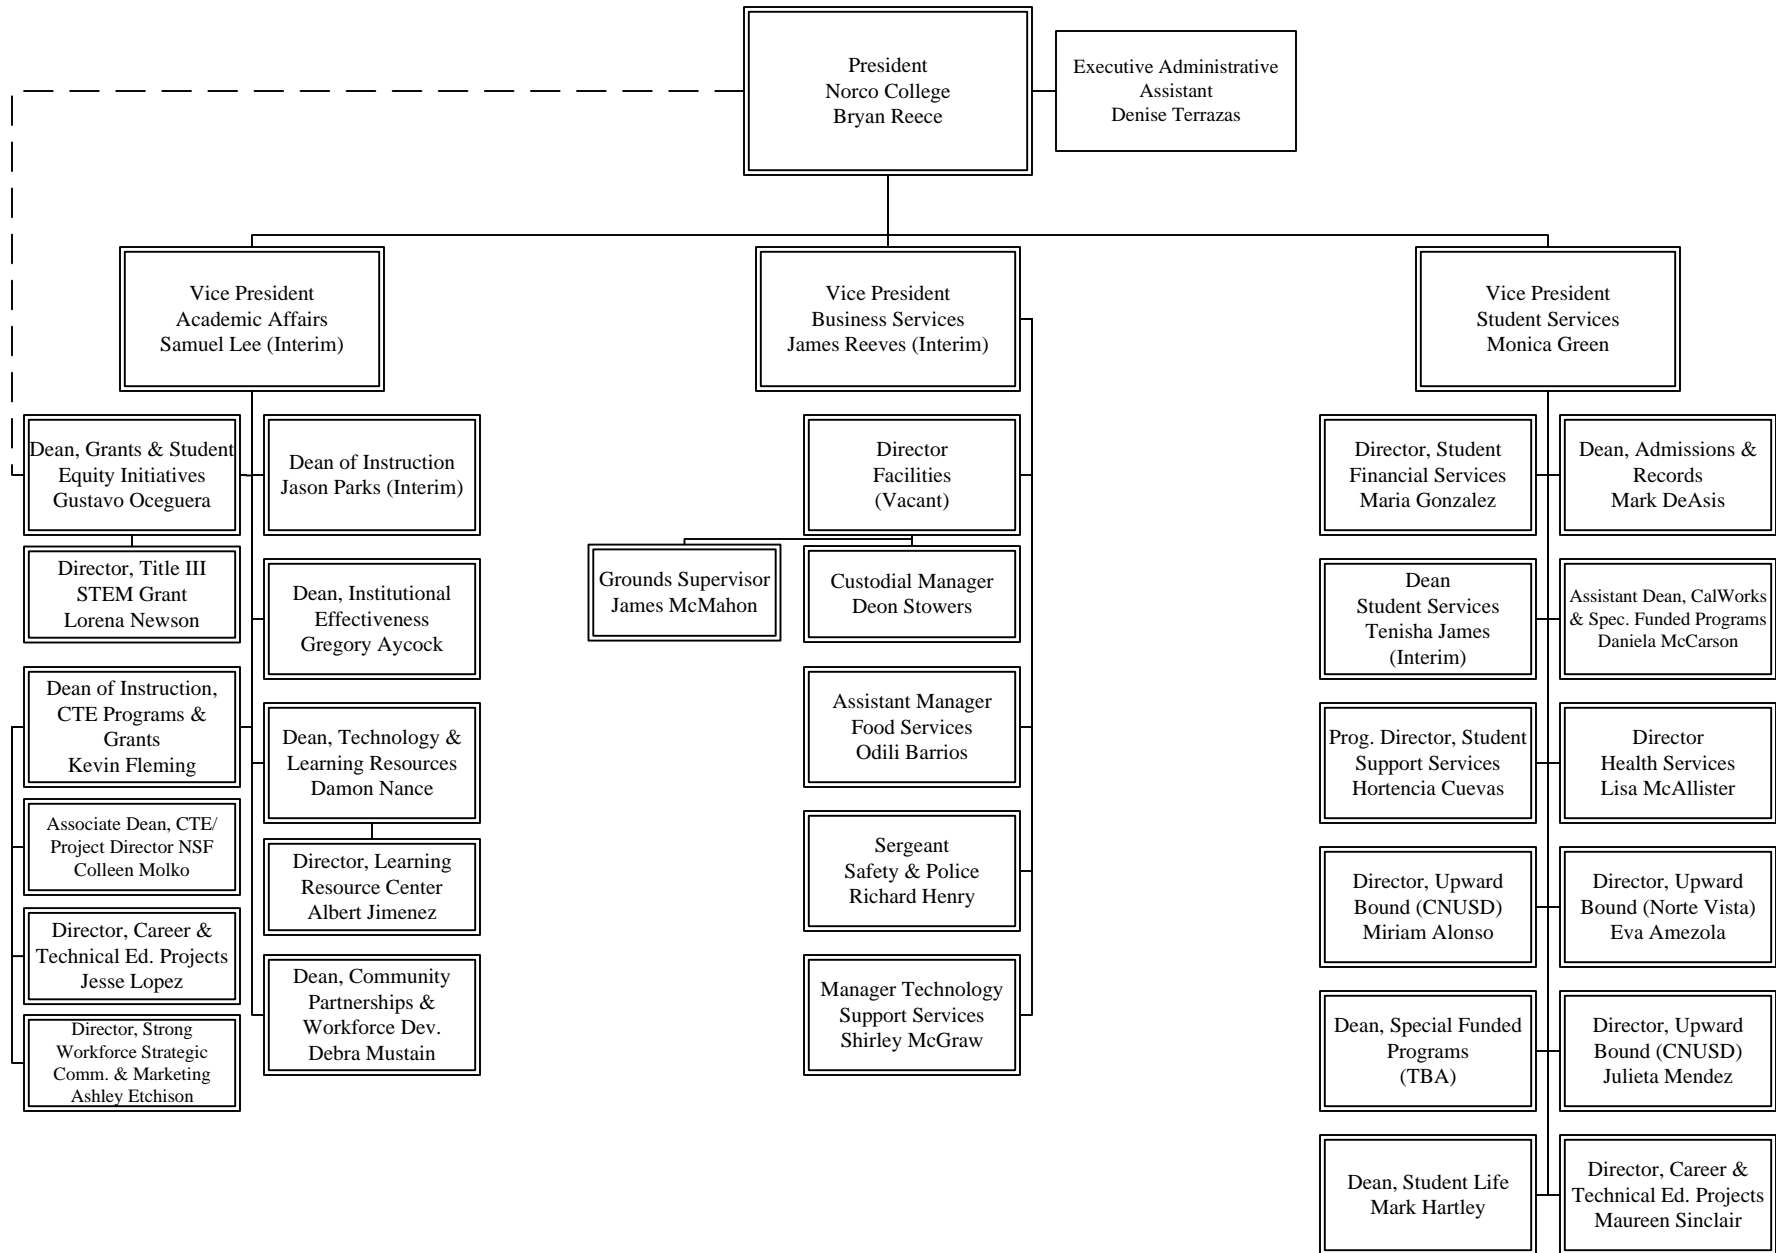 President
Norco College
Bryan Reece
Executive Administrative
Assistant
Denise Terrazas
Vice President
Academic Affairs
Samuel Lee (Interim)
Vice President
Business Services
James Reeves (Interim)
Vice President
Student Services
Monica Green
Dean, Grants & Student
Equity Initiatives
Gustavo Oceguera
Dean of Instruction
Jason Parks (Interim)
Director, Title III
STEM Grant
Lorena Newson
Dean, Institutional
Effectiveness
Gregory Aycock
Dean of Instruction,
CTE Programs &
Grants
Kevin Fleming
Dean, Technology &
Learning Resources
Damon Nance
Associate Dean, CTE/
Project Director NSF
Colleen Molko
Director, Learning
Resource Center
Albert Jimenez
Director, Career &
Technical Ed. Projects
Jesse Lopez
Dean, Community
Partnerships &
Workforce Dev.
Debra Mustain
Director, Strong
Workforce Strategic
Comm. & Marketing
Ashley Etchison
Director
Facilities
(Vacant)
Grounds Supervisor
James McMahon
Custodial Manager
Deon Stowers
Assistant Manager
Food Services
Odili Barrios
Sergeant
Safety & Police
Richard Henry
Manager Technology
Support Services
Shirley McGraw
Director, Student
Financial Services
Maria Gonzalez
Dean, Admissions &
Records
Mark DeAsis
Dean
Student Services
Tenisha James
(Interim)
Assistant Dean, CalWorks
& Spec. Funded Programs
Daniela McCarson
Prog. Director, Student
Support Services
Hortencia Cuevas
Director
Health Services
Lisa McAllister
Director, Upward
Bound (CNUSD)
Miriam Alonso
Director, Upward
Bound (Norte Vista)
Eva Amezola
Dean, Special Funded
Programs
(TBA)
Director, Upward
Bound (CNUSD)
Julieta Mendez
Dean, Student Life
Mark Hartley
Director, Career &
Technical Ed. Projects
Maureen Sinclair